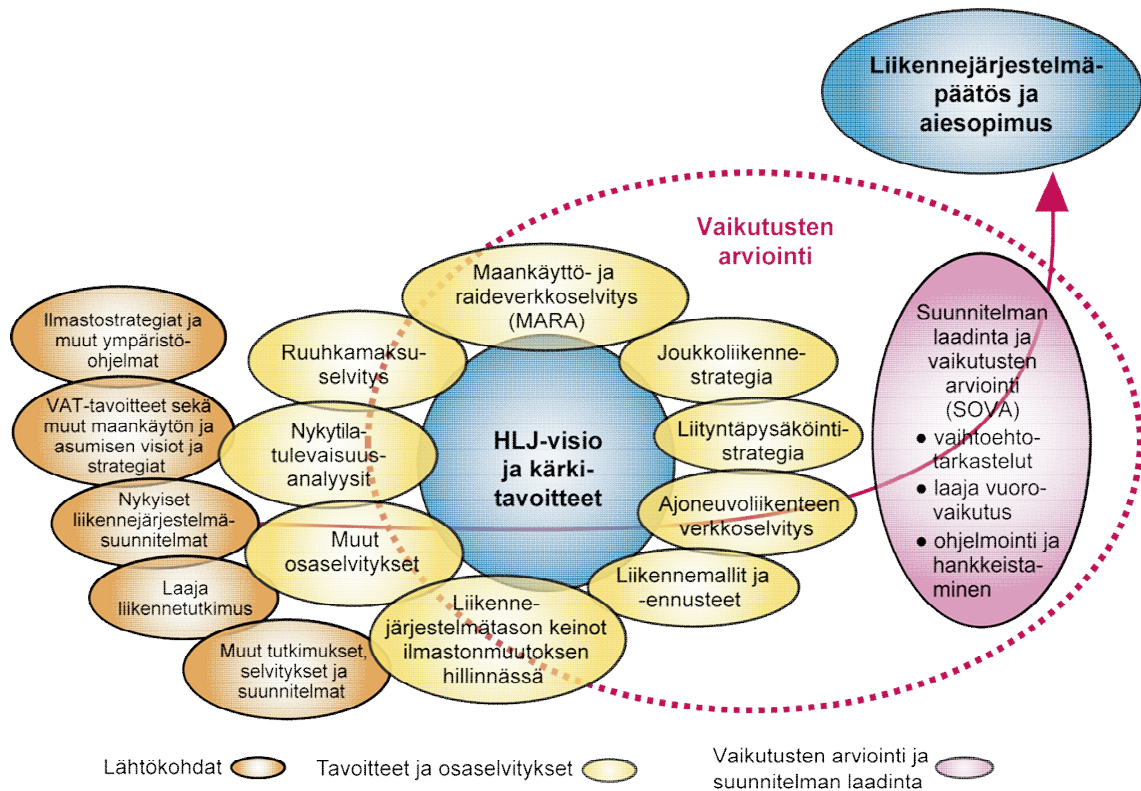 Liikennejärjestelmä-
päätös ja
aiesopimus
Vaikutusten
arviointi
Maankäyttö- ja
raideverkkoselvitys
(MARA)
Ilmastostrategiat ja
muut ympäristö-
ohjelmat
Ruuhkamaksu-
selvitys
Joukkoliikenne-
strategia
Suunnitelman
laadinta ja
vaikutusten
arviointi
(SOVA)
● vaihtoehto-
tarkastelut
● laaja vuoro-
vaikutus
● ohjelmointi ja
hankkeista-
minen
VAT-tavoitteet sekä
muut maankäytön ja
asumisen visiot ja
strategiat
Nykytila-
tulevaisuus-
analyysit
HLJ-visio
ja kärki-
tavoitteet
Liityntäpysäköinti-
strategia
Nykyiset
liikennejärjestelmä-
suunnitelmat
Muut
osaselvitykset
Ajoneuvoliikenteen
verkkoselvitys
Laaja
liikennetutkimus
Liikennemallit ja
-ennusteet
Muut tutkimukset,
selvitykset ja
suunnitelmat
Liikenne-
järjestelmätason keinot
ilmastonmuutoksen
hillinnässä
Lähtökohdat
Tavoitteet ja osaselvitykset
Vaikutusten arviointi ja
suunnitelman laadinta